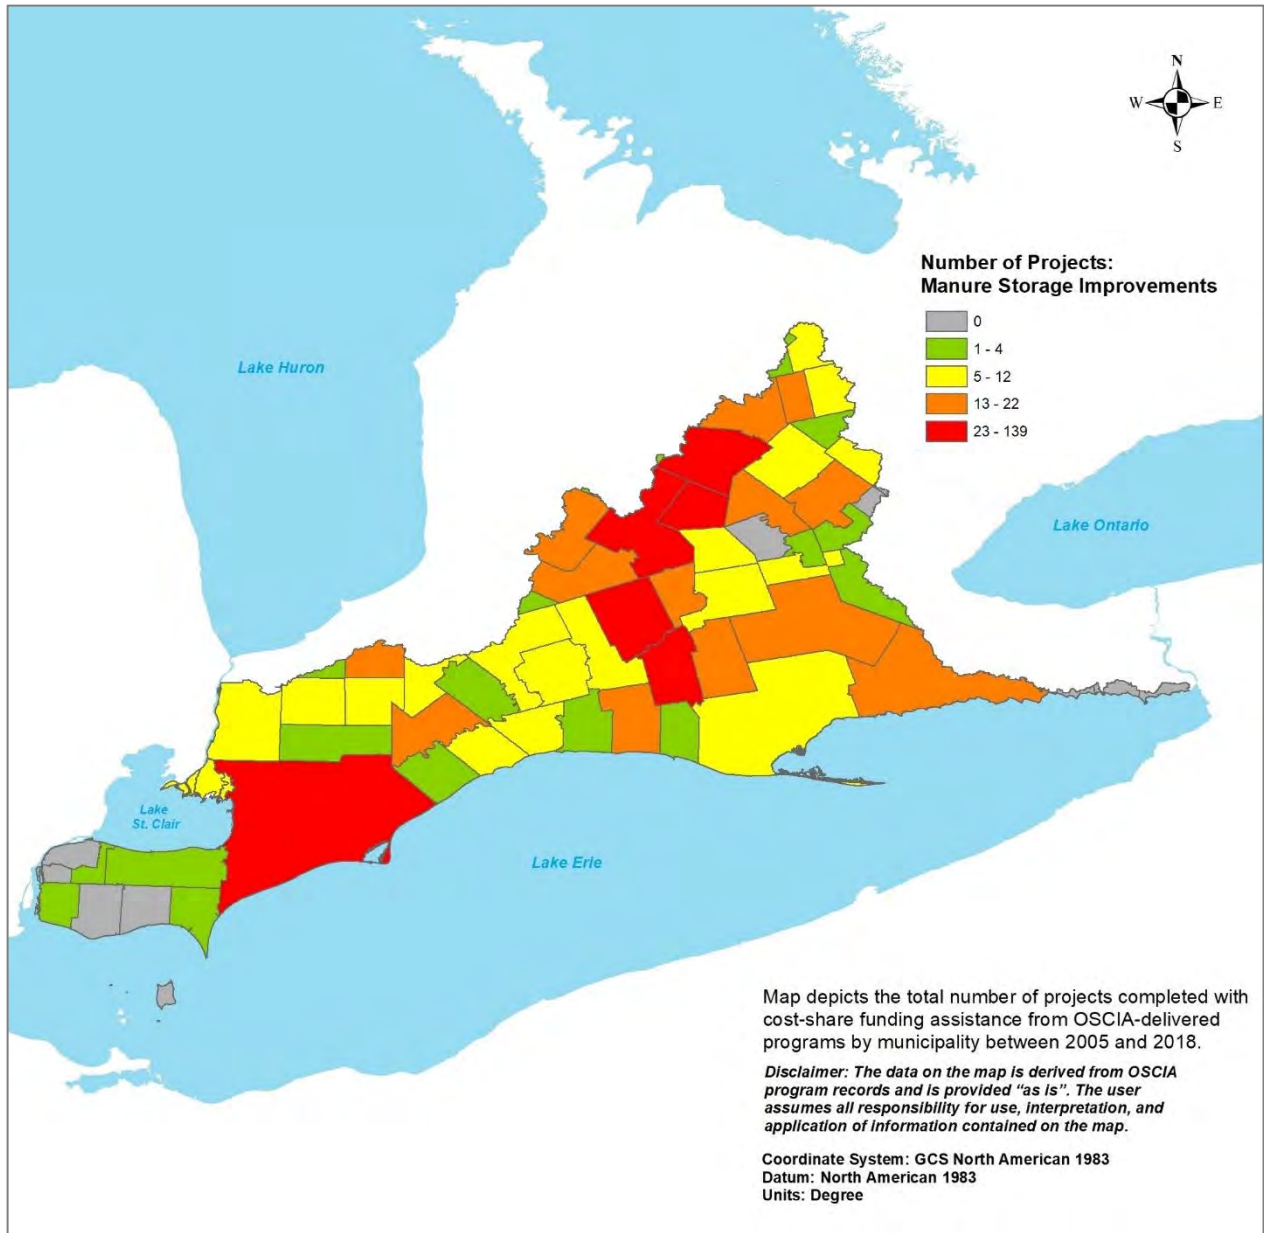 N
W E
S
Number of Projects:
Manure Storage Improvements
0
1 - 4
5 - 12
13 - 22
23 - 139
Lake Huron
Lake Ontario
Lake
St. Clair
Lake Erie
Map depicts the total number of projects completed with
cost-share funding assistance from OSCIA-delivered
programs by municipality between 2005 and 2018.
Disclaimer: The data on the map is derived from OSCIA
program records and is provided “as is”. The user
assumes all responsibility for use, interpretation, and
application of information contained on the map.
Coordinate System: GCS North American 1983
Datum: North American 1983
Units: Degree